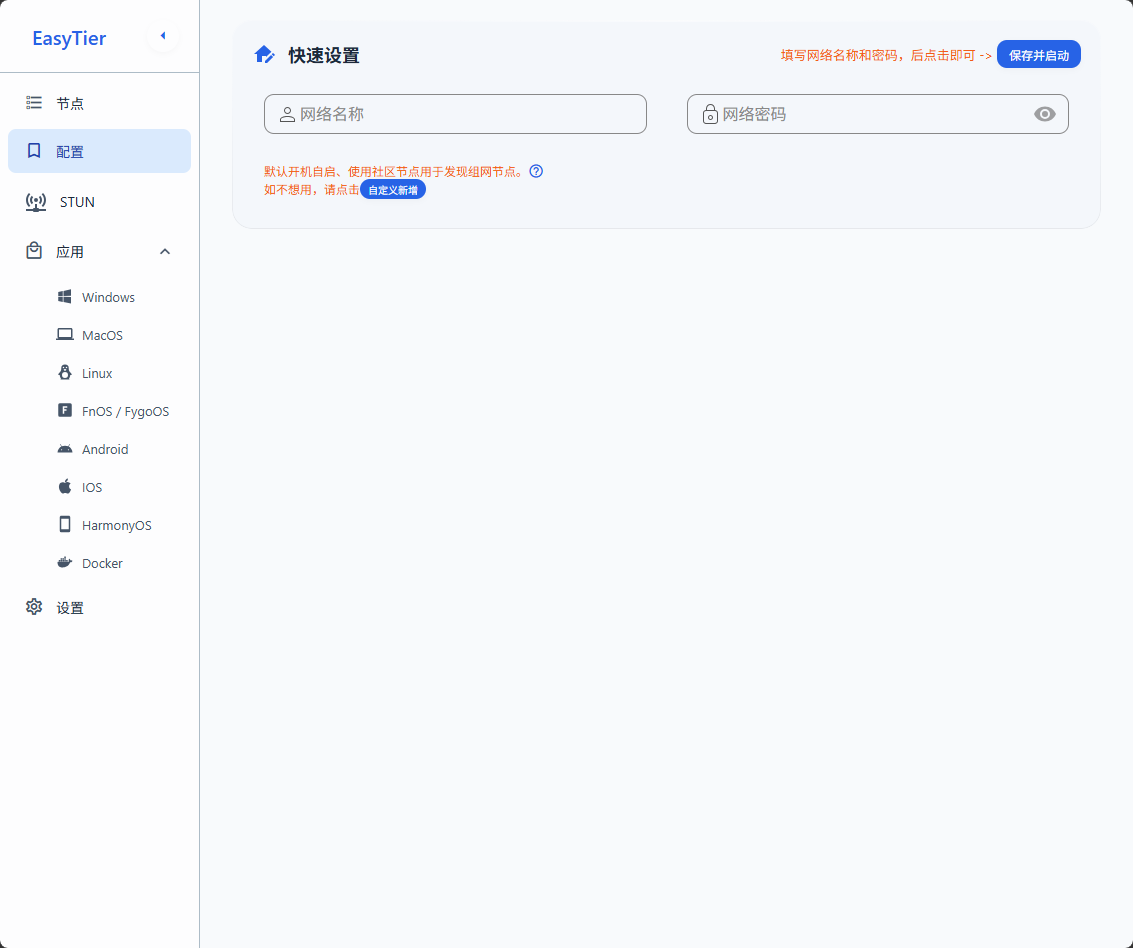 EasyTier
节点
配置
STUN
应用
Windows
MacOS
Linux
FnOS / FygoOS
Android
IOS
HarmonyOS
Docker
设置
快速设置
填写网络名称和密码，后点击即可 -> 保存并启动
网络名称
网络密码
默认开机自启、使用社区节点用于发现组网节点。
如不想用，请点击 自定义新增